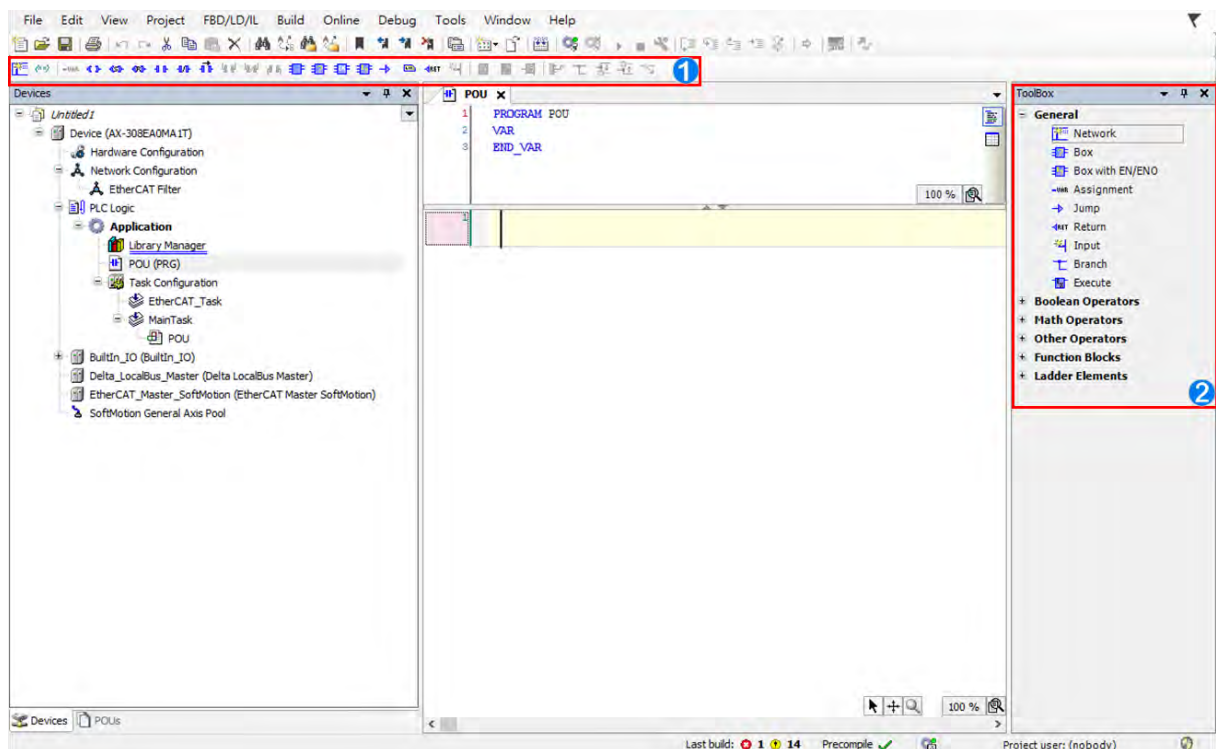 File Edit View Project FBD/LD/IL Build Online Debug Tools Window Help
1
Devices
Untitled1
Device (AX-308EA0MA1T)
Hardware Configuration
Network Configuration
EtherCAT Filter
PLC Logic
Application
Library Manager
POU (PRG)
Task Configuration
EtherCAT_Task
MainTask
POU
BuiltIn_IO (BuiltIn_IO)
Delta_LocalBus_Master (Delta LocalBus Master)
EtherCAT_Master_SoftMotion (EtherCAT Master SoftMotion)
SoftMotion General Axis Pool
Devices POUs
POU
1 PROGRAM POU
2 VAR
3 END_VAR
100 %
1
100 %
ToolBox
General
Network
Box
Box with EN/ENO
Assignment
Jump
Return
Input
Branch
Execute
Boolean Operators
Math Operators
Other Operators
Function Blocks
Ladder Elements
2
Last build: 1 14 Precompile Project user: (nobody)